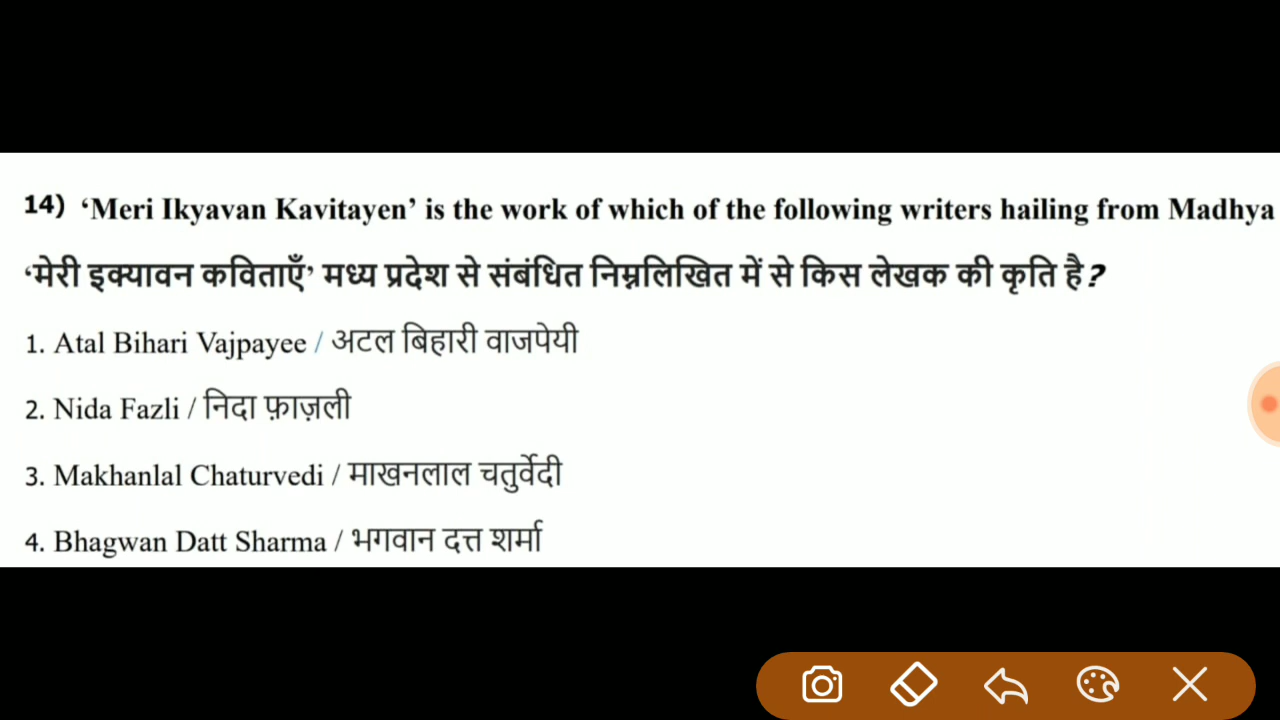 14) ‘Meri Ikyavan Kavitayen’ is the work of which of the following writers hailing from Madhya
‘मेरी इक्यावन कविताएँ’ मध्य प्रदेश से संबंधित निम्नलिखित में से किस लेखक की कृति है?
1. Atal Bihari Vajpayee / अटल बिहारी वाजपेयी
2. Nida Fazli / निदा फ़ाज़ली
3. Makhanlal Chaturvedi / माखनलाल चतुर्वेदी
4. Bhagwan Datt Sharma / भगवान दत्त शर्मा